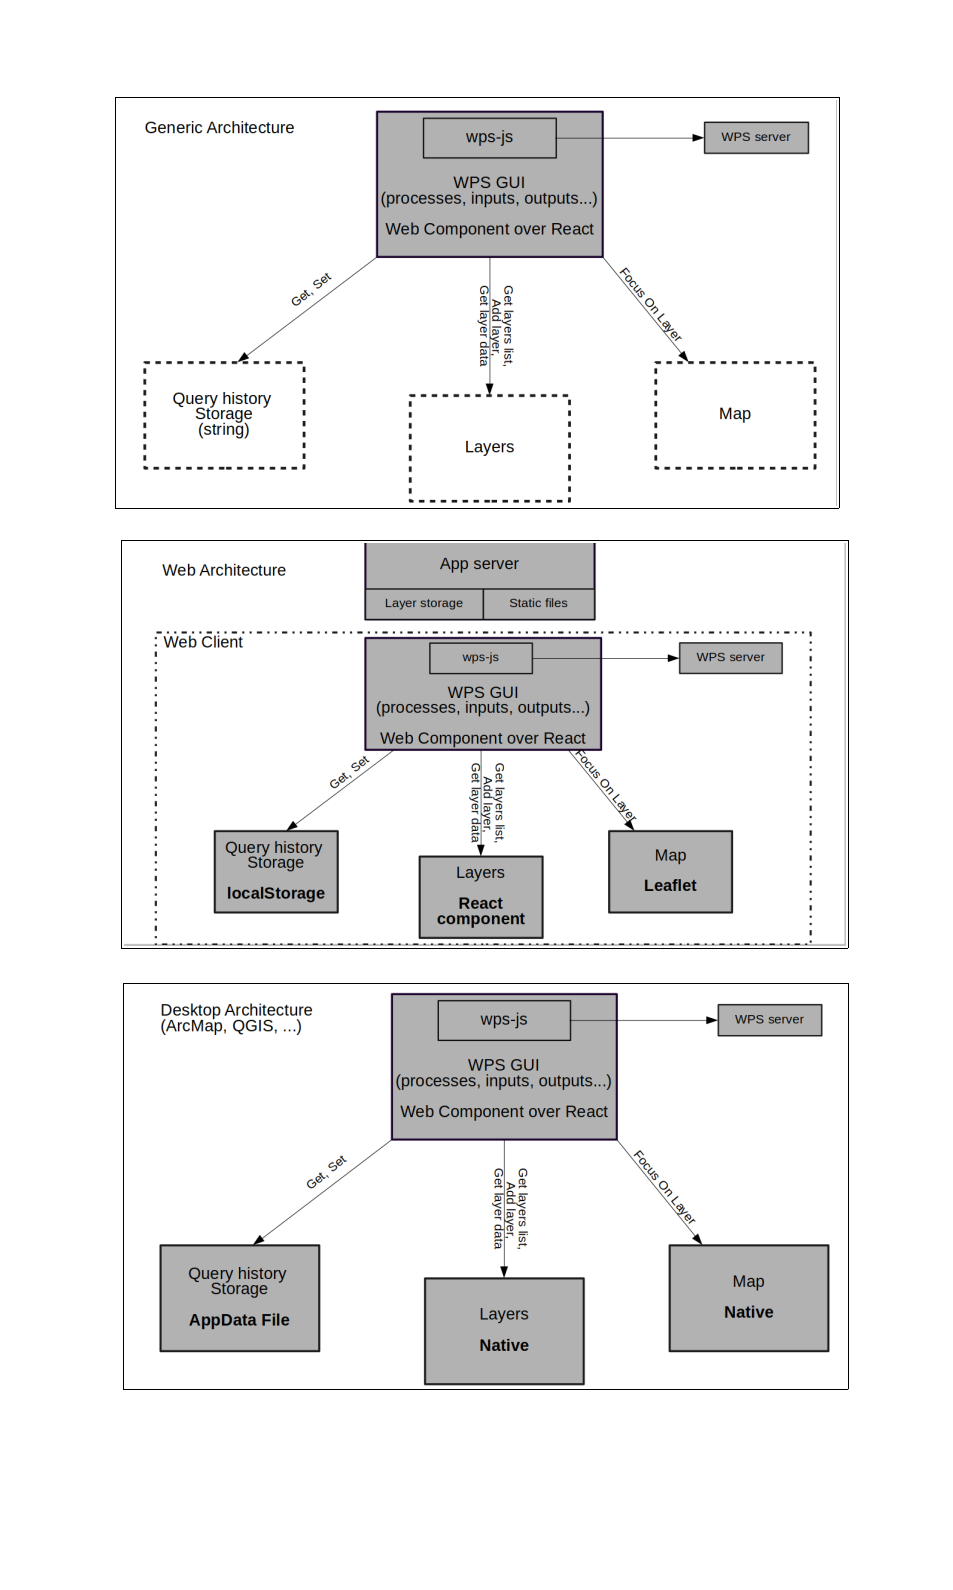 Generic Architecture
wps-js
WPS server
WPS GUI
(processes, inputs, outputs...)
Web Component over React
Get, Set
Get layers list,
Add layer,
Get layer data
Focus On Layer
Query history
Storage
(string)
Layers
Map
Web Architecture
App server
Layer storage
Static files
Web Client
wps-js
WPS server
WPS GUI
(processes, inputs, outputs...)
Web Component over React
Get, Set
Get layers list,
Add layer,
Get layer data
Focus On Layer
Query history
Storage
localStorage
Layers
React
component
Map
Leaflet
Desktop Architecture
(ArcMap, QGIS, ...)
wps-js
WPS server
WPS GUI
(processes, inputs, outputs...)
Web Component over React
Get, Set
Get layers list,
Add layer,
Get layer data
Focus On Layer
Query history
Storage
AppData File
Layers
Native
Map
Native